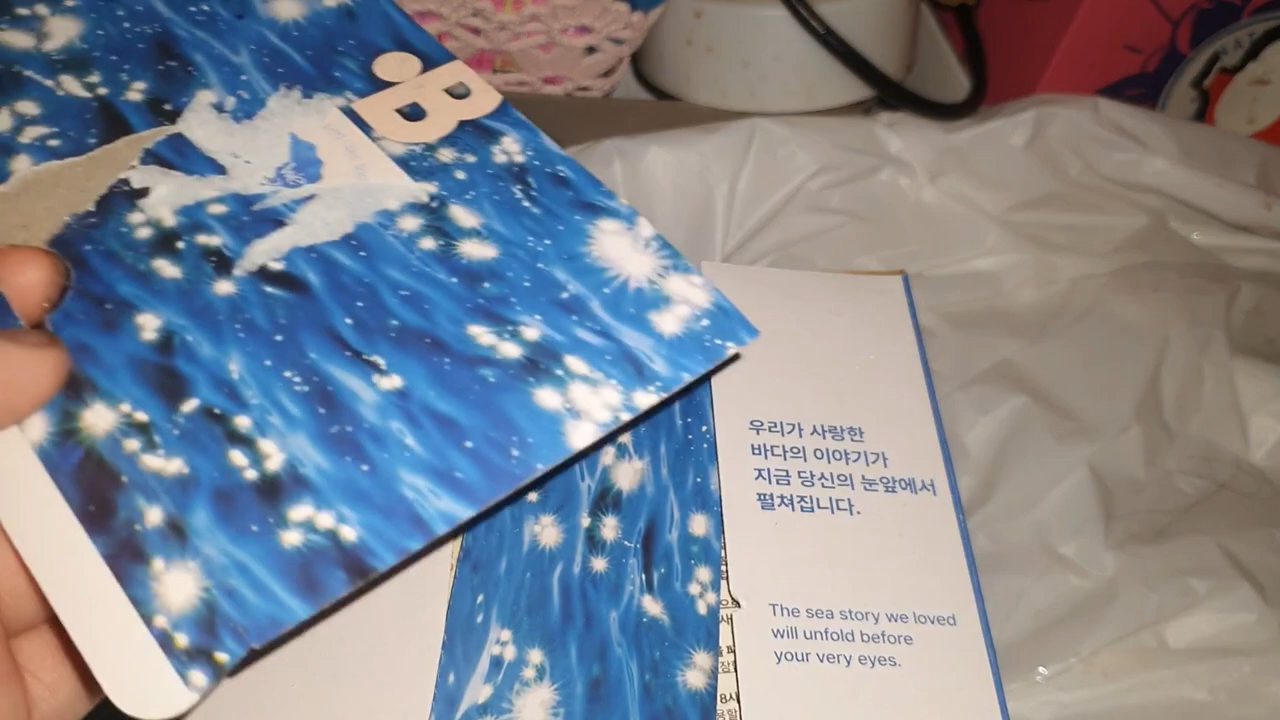 B
우리가 사랑한
바다의 이야기가
지금 당신의 눈앞에서
펼쳐집니다.
The sea story we loved
will unfold before
your very eyes.
8시